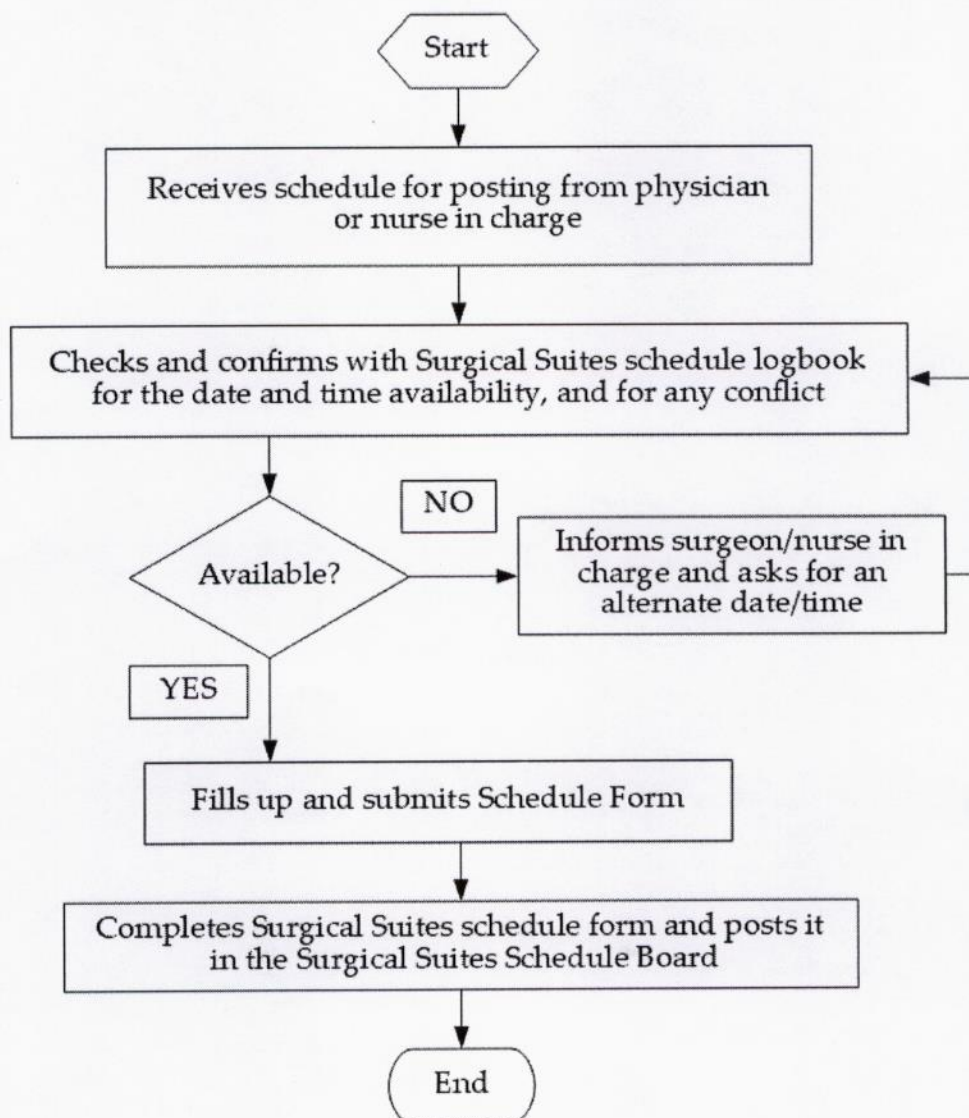 Start
Receives schedule for posting from physician
or nurse in charge
Checks and confirms with Surgical Suites schedule logbook
for the date and time availability, and for any conflict
NO
Available?
Informs surgeon/nurse in
charge and asks for an
alternate date/time
YES
Fills up and submits Schedule Form
Completes Surgical Suites schedule form and posts it
in the Surgical Suites Schedule Board
End